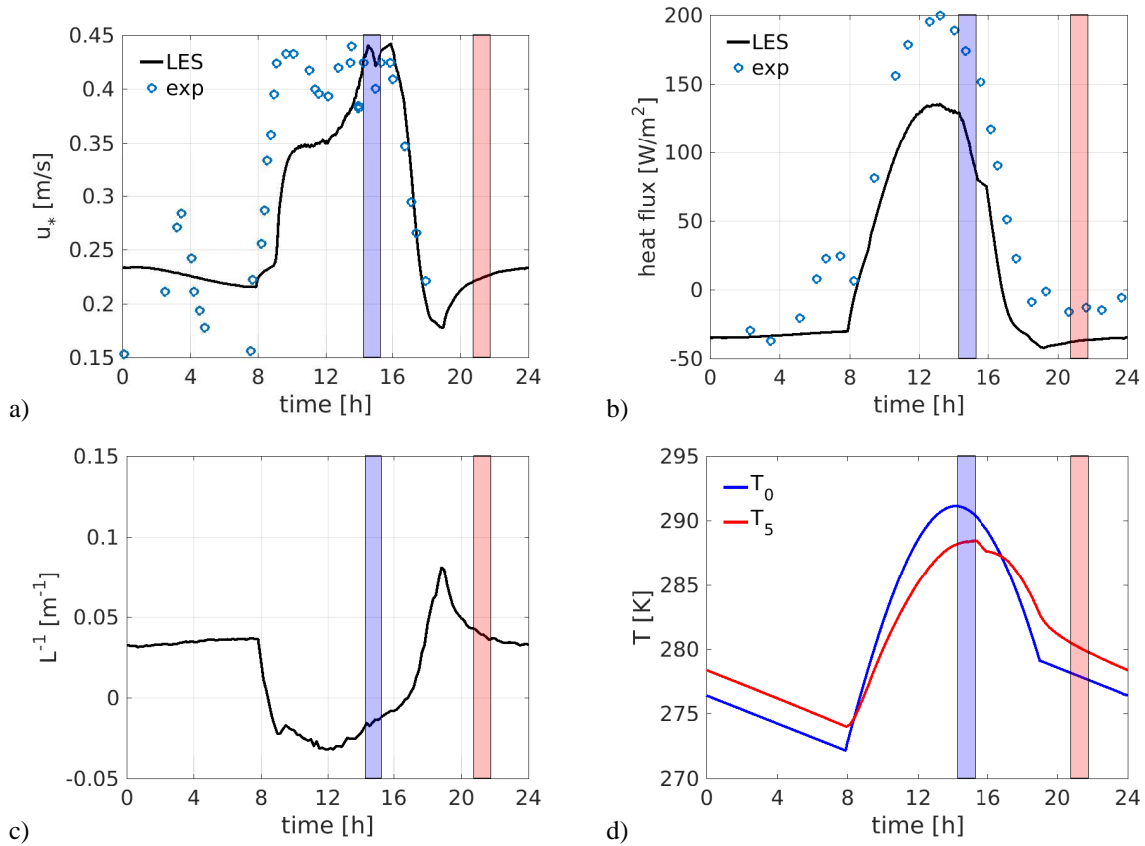 0.45
0.4
0.35
0.3
0.25
0.2
0.15
u* [m/s]
LES
exp
0 4 8 12 16 20 24
time [h]
a)
200
150
100
50
0
-50
heat flux [W/m²]
LES
exp
0 4 8 12 16 20 24
time [h]
b)
0.15
0.1
0.05
0
-0.05
L⁻¹ [m⁻¹]
0 4 8 12 16 20 24
time [h]
c)
295
290
285
280
275
270
T [K]
T₀
T₅
0 4 8 12 16 20 24
time [h]
d)